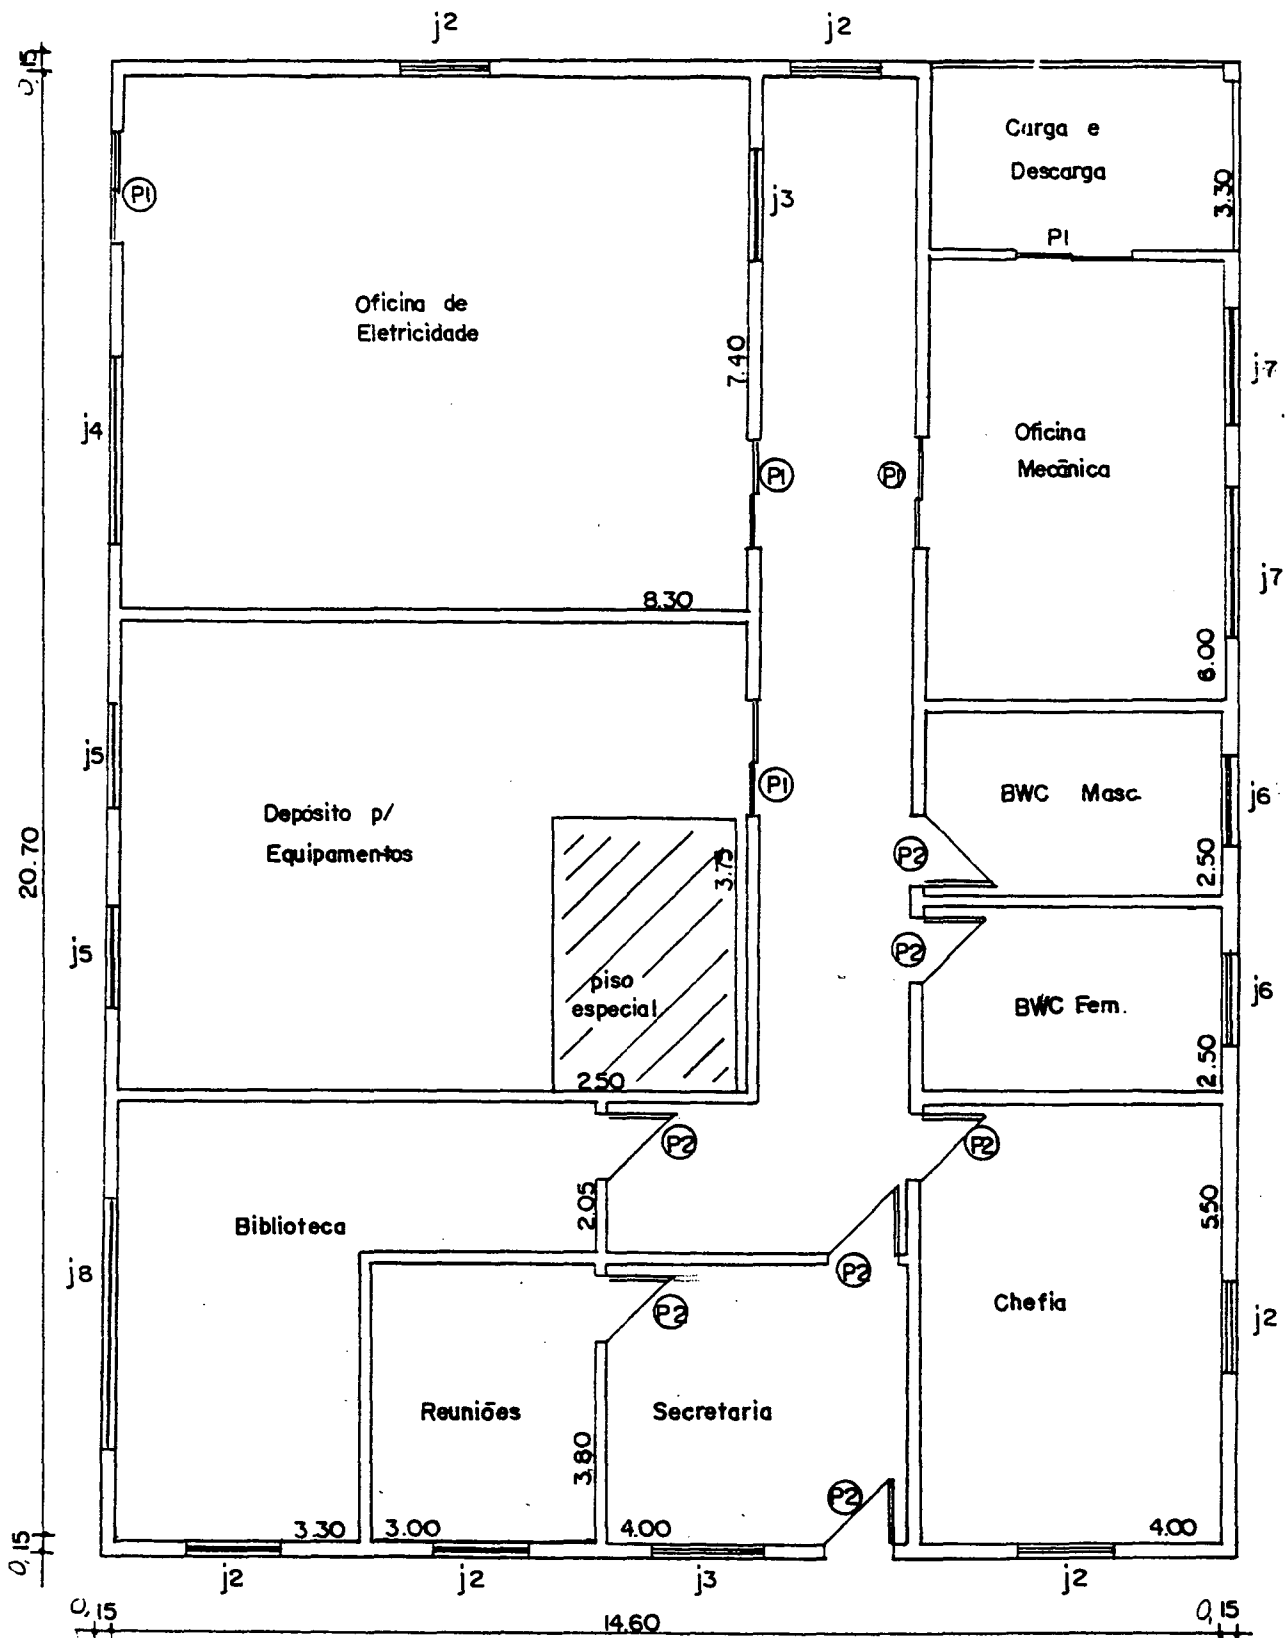 j2
j2
0,15
Carga e
Descarga
3.30
P1
j3
P1
Oficina de
Eletricidade
7.40
j7
j4
Oficina
Mecânica
P1
P1
j7
8.30
6.00
j5
P1
BWC Masc.
j6
Depósito p/
Equipamentos
3.75
P2
2.50
20.70
j5
P2
piso
especial
BWC Fem.
j6
2.50
2.50
P2
P2
2.05
5.50
Biblioteca
j8
P2
P2
Chefia
j2
Reuniões
Secretaria
3.80
P2
3.30
3.00
4.00
4.00
0,15
j2
j2
j3
j2
0,15
14.60
0,15